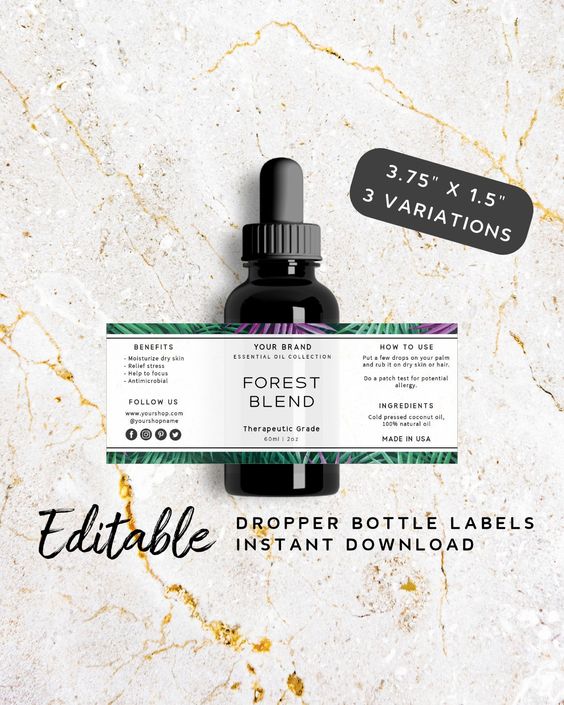 3.75" X 1.5"
3 VARIATIONS
BENEFITS
- Moisturize dry skin
- Relief stress
- Help to focus
- Antimicrobial
FOLLOW US
www.yourshop.com
@yourshopname
YOUR BRAND
ESSENTIAL OIL COLLECTION
FOREST
BLEND
Therapeutic Grade
60ml | 2oz
HOW TO USE
Put a few drops on your palm
and rub it on dry skin or hair.
Do a patch test for potential
allergy.
INGREDIENTS
Cold pressed coconut oil,
100% natural oil
MADE IN USA
Editable
DROPPER BOTTLE LABELS
INSTANT DOWNLOAD